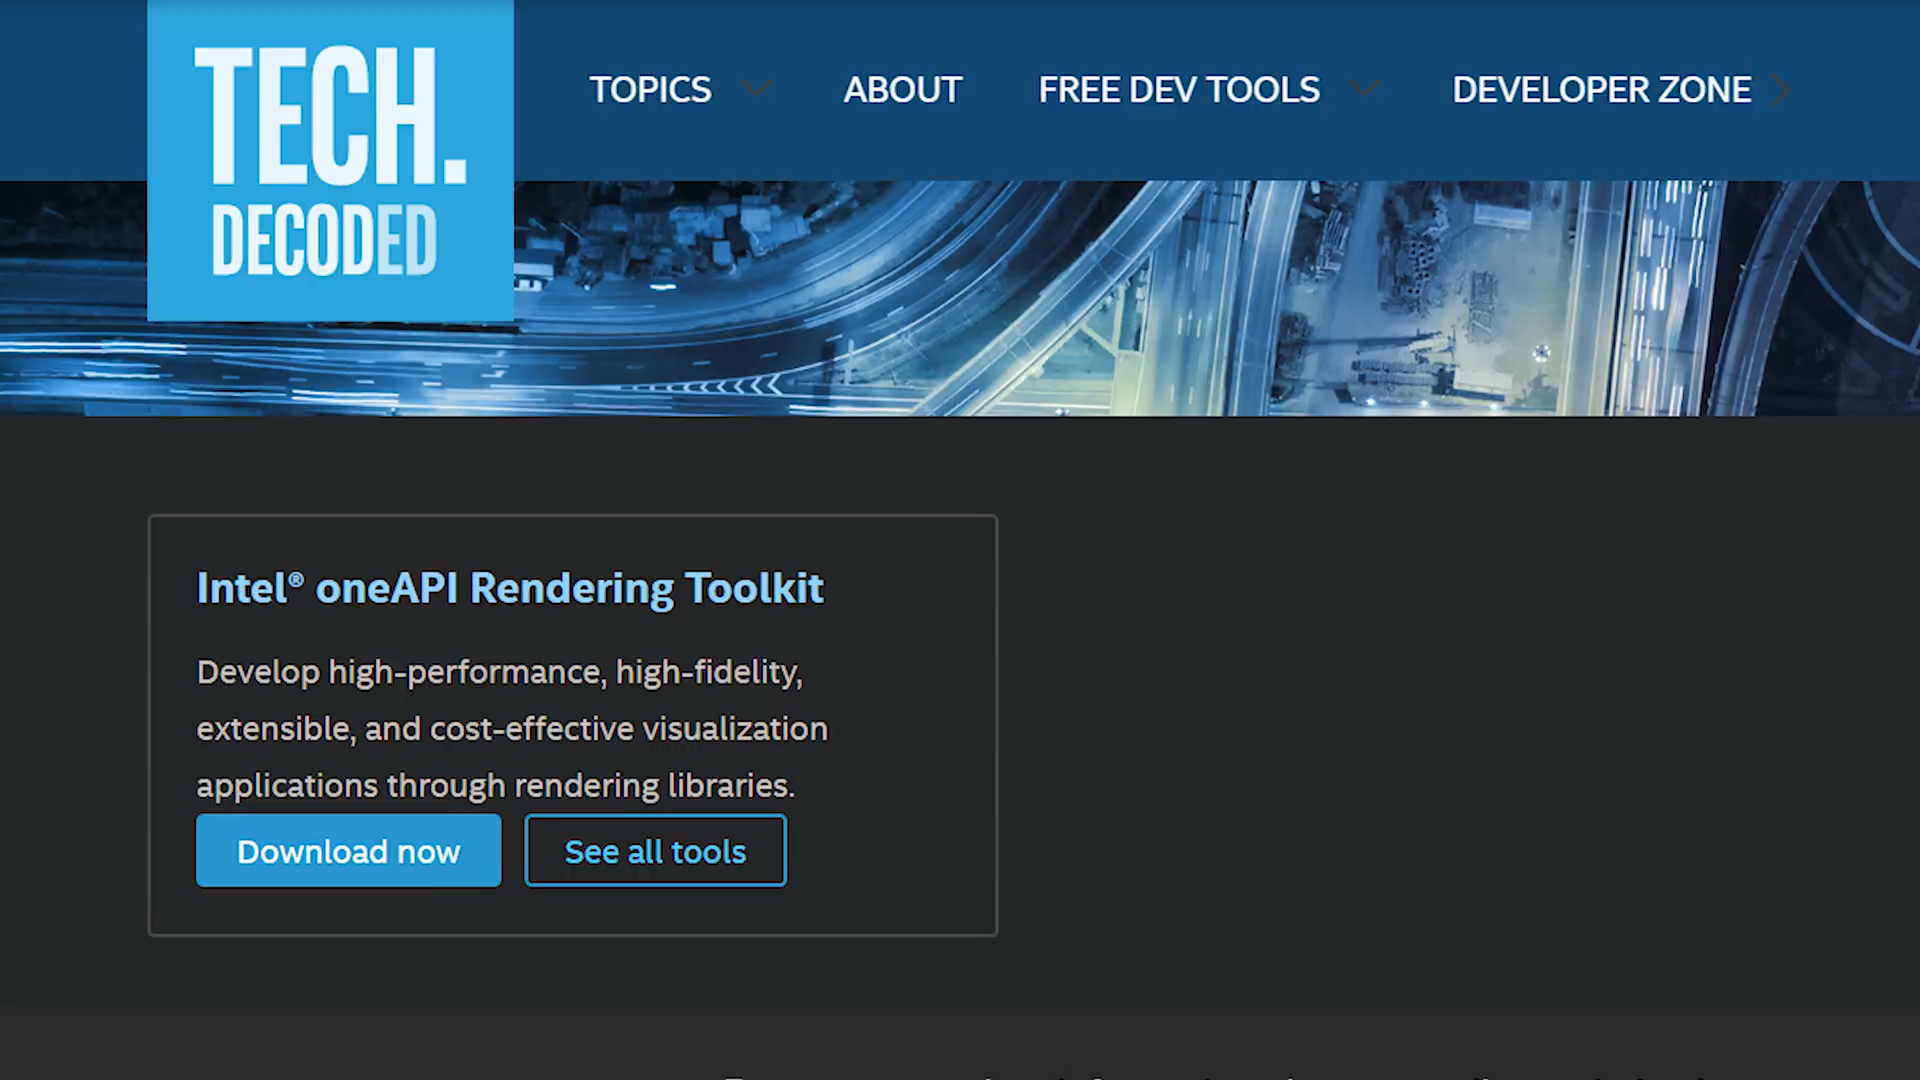 TECH.
DECODED
TOPICS
ABOUT
FREE DEV TOOLS
DEVELOPER ZONE
Intel® oneAPI Rendering Toolkit
Develop high-performance, high-fidelity,
extensible, and cost-effective visualization
applications through rendering libraries.
Download now
See all tools